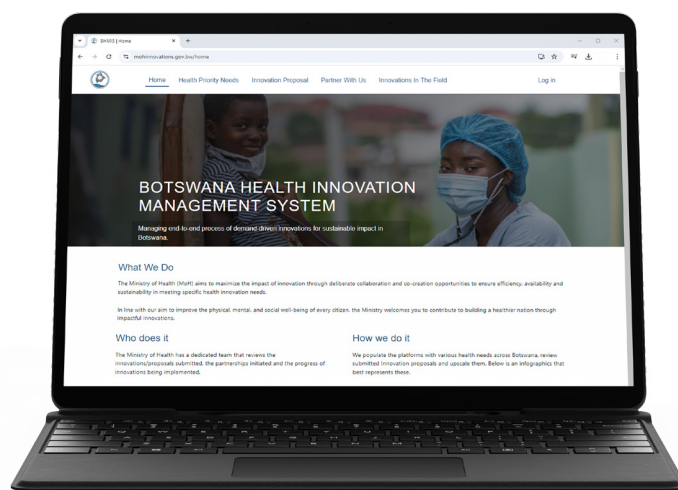 BHIMS | Home
mohinnovations.gov.bw/home
Home Health Priority Needs Innovation Proposal Partner With Us Innovations In The Field Log in
BOTSWANA HEALTH INNOVATION
MANAGEMENT SYSTEM
Managing end-to-end process of demand driven innovations for sustainable impact in
Botswana.
What We Do
The Ministry of Health (MoH) aims to maximize the impact of innovation through deliberate collaboration and co-creation opportunities to ensure efficiency, availability and
sustainability in meeting specific health innovation needs.
In line with our aim to improve the physical, mental, and social well-being of every citizen, the Ministry welcomes you to contribute to building a healthier nation through
impactful innovations.
Who does it
The Ministry of Health has a dedicated team that reviews the
innovations/proposals submitted, the partnerships initiated and the progress of
innovations being implemented.
How we do it
We populate the platforms with various health needs across Botswana, review
submitted Innovation proposals and upscale them. Below is an infographics that
best represents these.